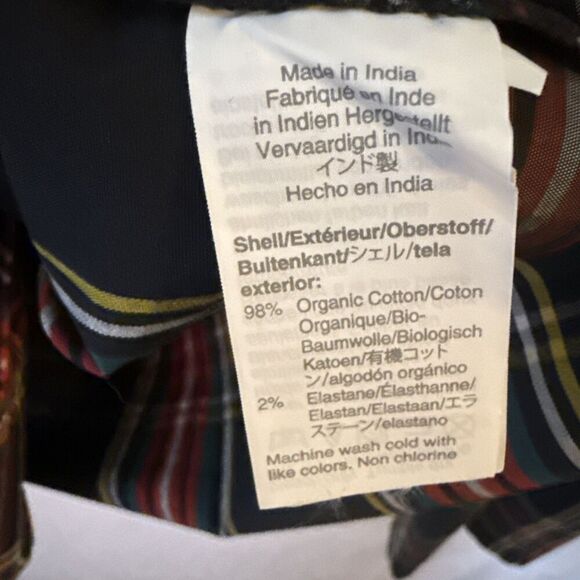 Made in India
Fabriqué en Inde
in Indien Hergestellt
Vervaardigd in
インド製
Hecho en India
Shell/Extérieur/Oberstoff/
Buitenkant/シェル/tela
exterior:
98% Organic Cotton/Coton
Organique/Bio-
Baumwolle/Biologisch
Katoen/有機コット
ン/algodón orgánico
2% Elastane/Élasthanne/
Elastan/Elastaan/エラ
ステーン/elastano
Machine wash cold with
like colors. Non chlorine